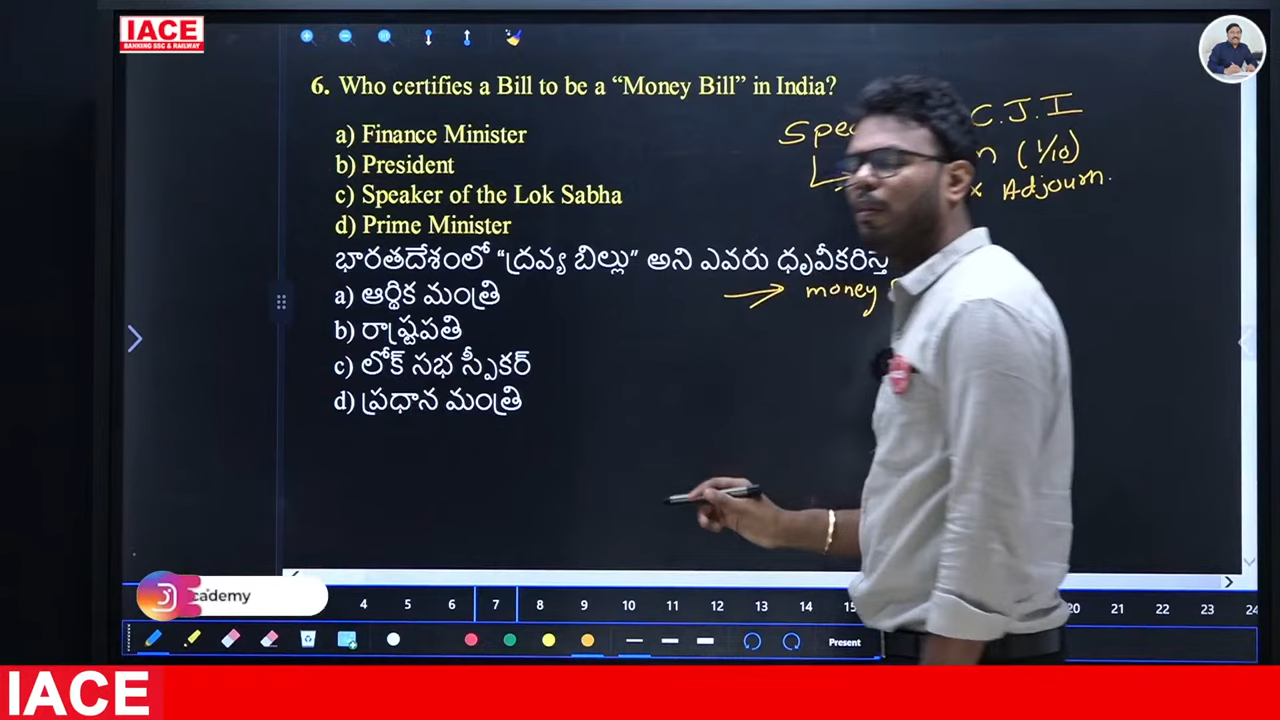 IACE
BANKING SSC & RAILWAY
6. Who certifies a Bill to be a “Money Bill” in India?
a) Finance Minister
b) President
c) Speaker of the Lok Sabha
d) Prime Minister
భారతదేశంలో “ద్రవ్య బిల్లు” అని ఎవరు ధృవీకరిస్త
a) ఆర్థిక మంత్రి
b) రాష్ట్రపతి
c) లోక్ సభ స్పీకర్
d) ప్రధాన మంత్రి
C.J.I
(1/10)
Adjourn.
money
cademy
4 5 6 7 8 9 10 11 12 13 14 15 20 21 22 23 24
Present
IACE